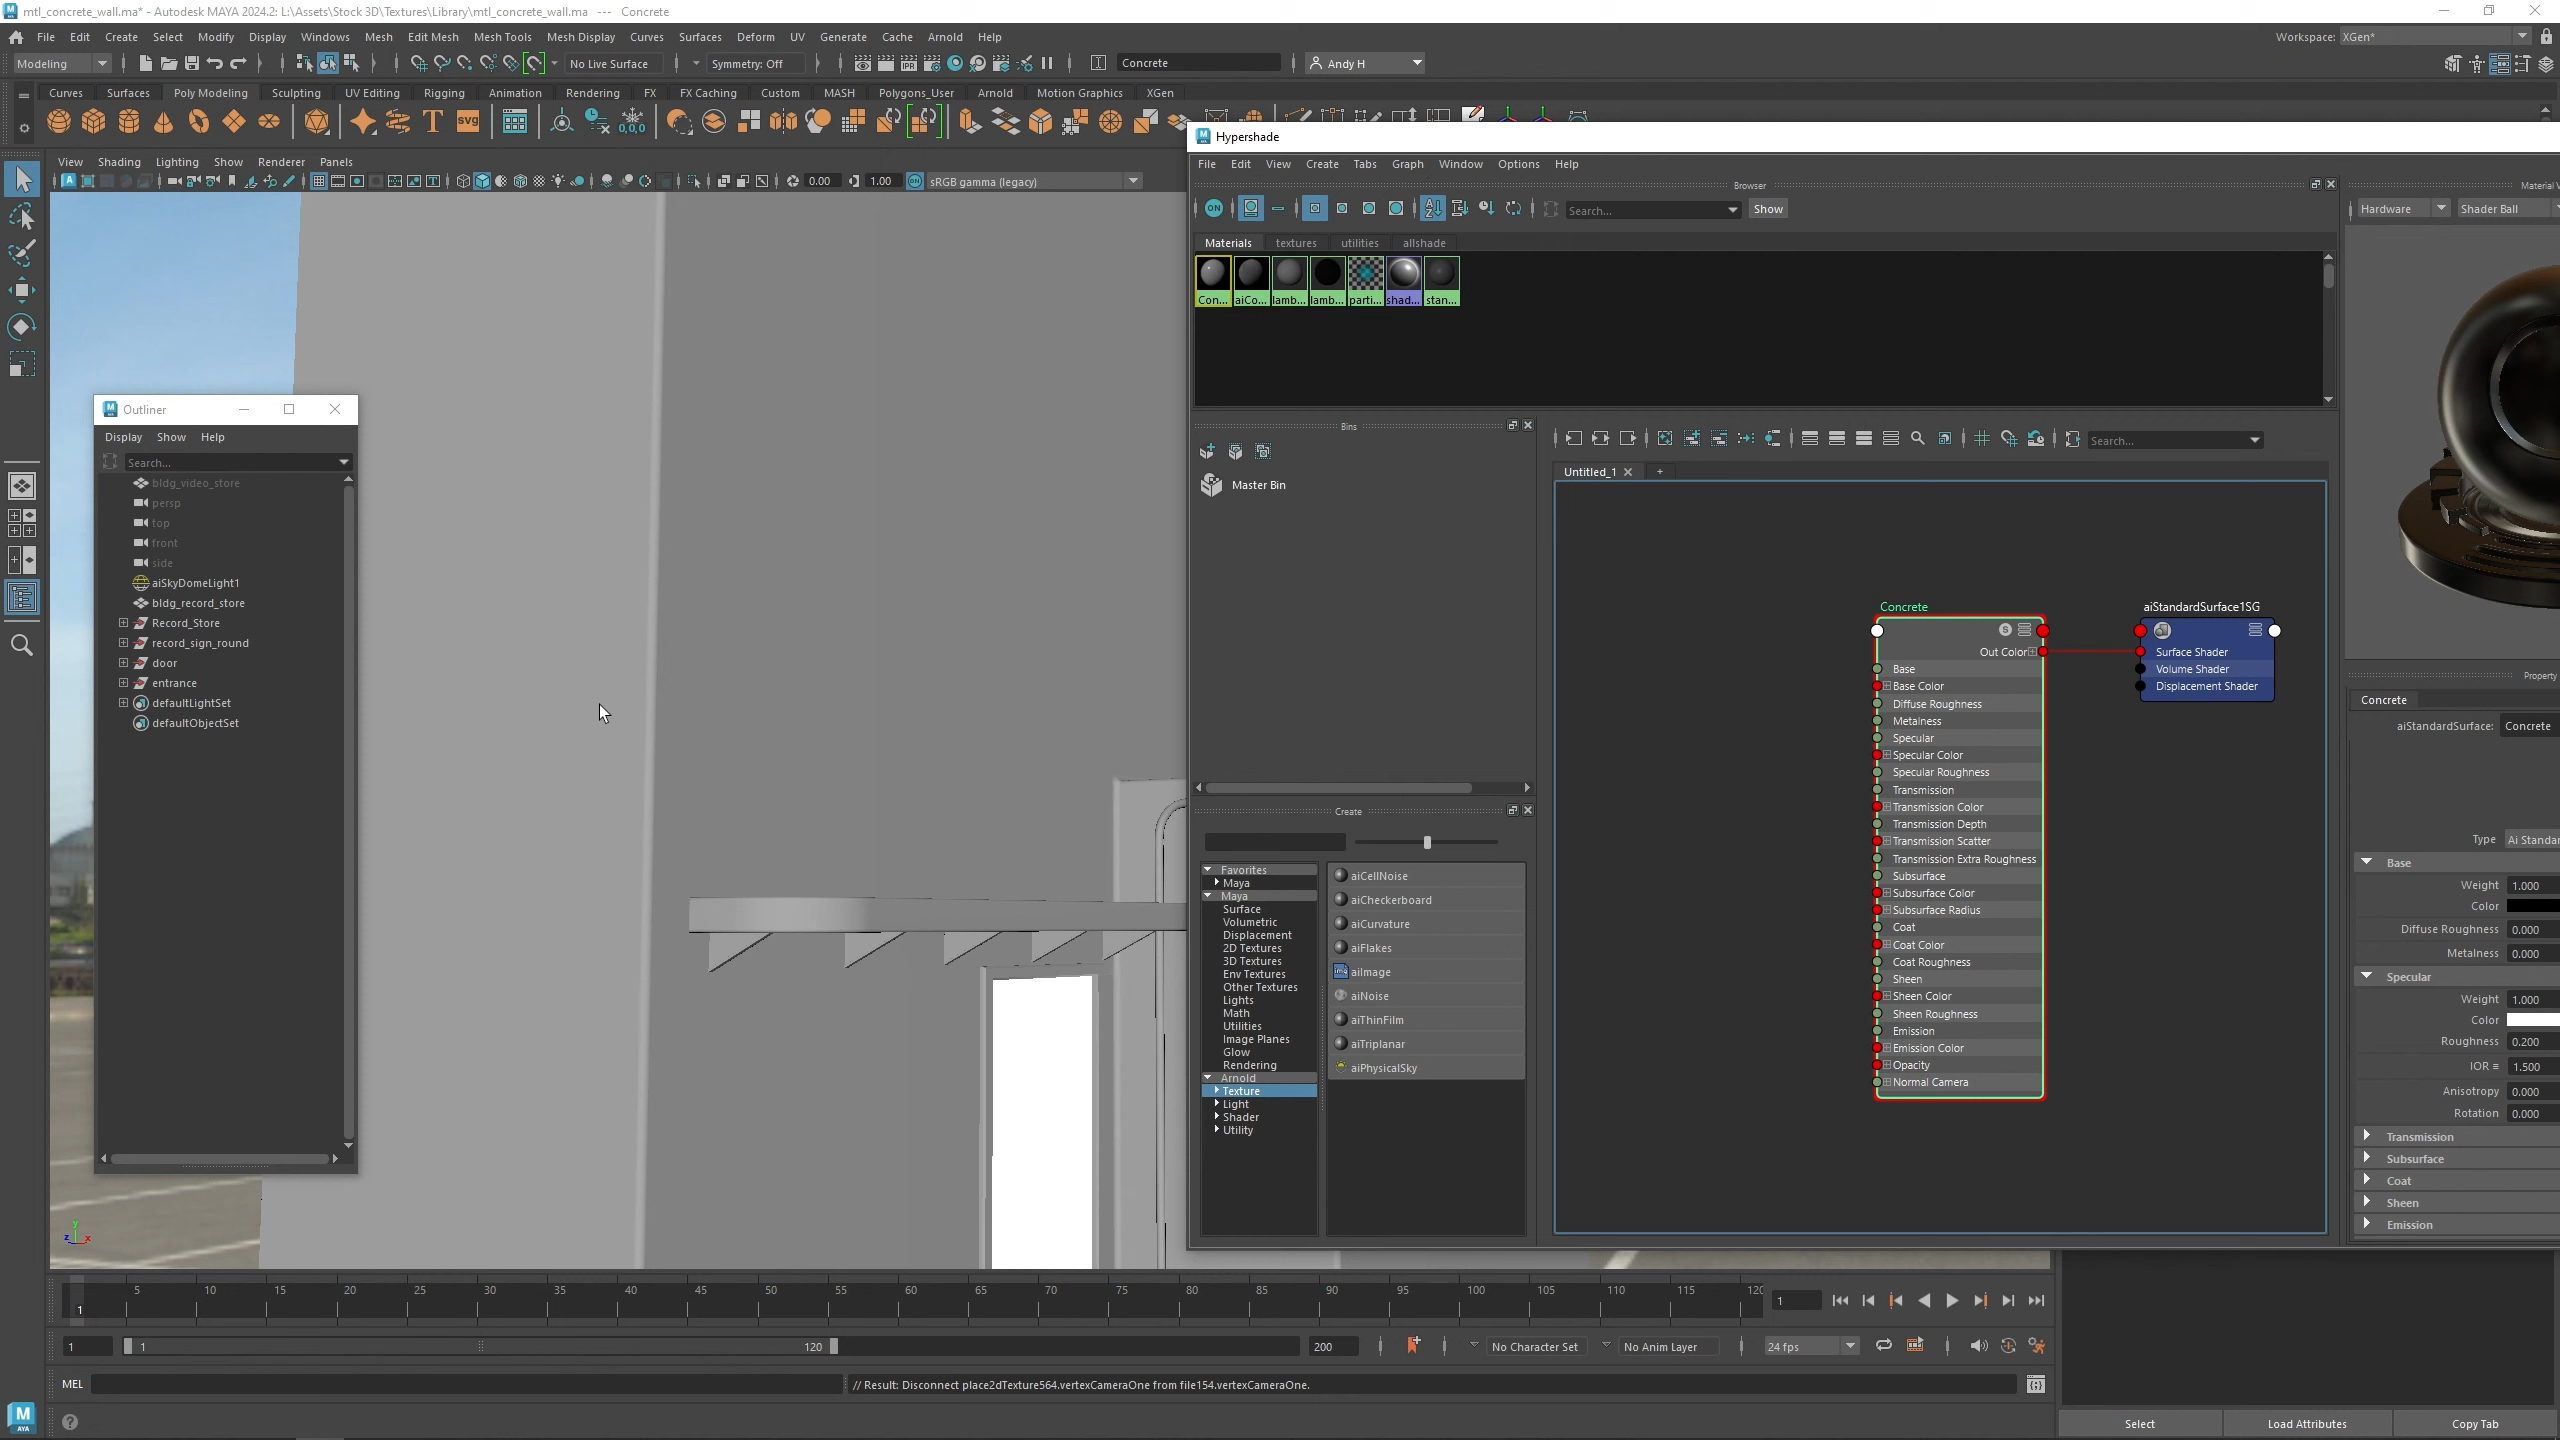 mtl_concrete_wall.ma* - Autodesk MAYA 2024.2: L:\Assets\Stock 3D\Textures\Library\mtl_concrete_wall.ma   ---   Concrete
File Edit Create Select Modify Display Windows Mesh Edit Mesh Mesh Tools Mesh Display Curves Surfaces Deform UV Generate Cache Arnold Help
Workspace: XGen*
Modeling
No Live Surface
Symmetry: Off
Concrete
Andy H
Curves Surfaces Poly Modeling Sculpting UV Editing Rigging Animation Rendering FX FX Caching Custom MASH Polygons_User Arnold Motion Graphics XGen
svg
0,0,0
View Shading Lighting Show Renderer Panels
0.00
1.00
sRGB gamma (legacy)
Hypershade
File Edit View Create Tabs Graph Window Options Help
Browser
Material V
ON
Search...
Show
Hardware
Shader Ball
Materials textures utilities allshade
Con... aiCo... lamb... lamb... parti... shad... stan...
Outliner
Display Show Help
Search...
bldg_video_store
persp
top
front
side
aiSkyDomeLight1
bldg_record_store
Record_Store
record_sign_round
door
entrance
defaultLightSet
defaultObjectSet
Bins
Master Bin
Search...
Untitled_1
+
Concrete
Out Color
Base
Base Color
Diffuse Roughness
Metalness
Specular
Specular Color
Specular Roughness
Transmission
Transmission Color
Transmission Depth
Transmission Scatter
Transmission Extra Roughness
Subsurface
Subsurface Color
Subsurface Radius
Coat
Coat Color
Coat Roughness
Sheen
Sheen Color
Sheen Roughness
Emission
Emission Color
Opacity
Normal Camera
aiStandardSurface1SG
Surface Shader
Volume Shader
Displacement Shader
Create
Favorites
Maya
Maya
Surface
Volumetric
Displacement
2D Textures
3D Textures
Env Textures
Other Textures
Lights
Math
Utilities
Image Planes
Glow
Rendering
Arnold
Texture
Light
Shader
Utility
aiCellNoise
aiCheckerboard
aiCurvature
aiFlakes
aiImage
aiNoise
aiThinFilm
aiTriplanar
aiPhysicalSky
Property
Concrete
aiStandardSurface: Concrete
Type Ai Standar
Base
Weight 1.000
Color
Diffuse Roughness 0.000
Metalness 0.000
Specular
Weight 1.000
Color
Roughness 0.200
IOR 1.500
Anisotropy 0.000
Rotation 0.000
Transmission
Subsurface
Coat
Sheen
Emission
y
z x
5 10 15 20 25 30 35 40 45 50 55 60 65 70 75 80 85 90 95 100 105 110 115 120
1
1
1
1
120
200
No Character Set
No Anim Layer
24 fps
MEL
// Result: Disconnect place2dTexture564.vertexCameraOne from file154.vertexCameraOne.
Select
Load Attributes
Copy Tab